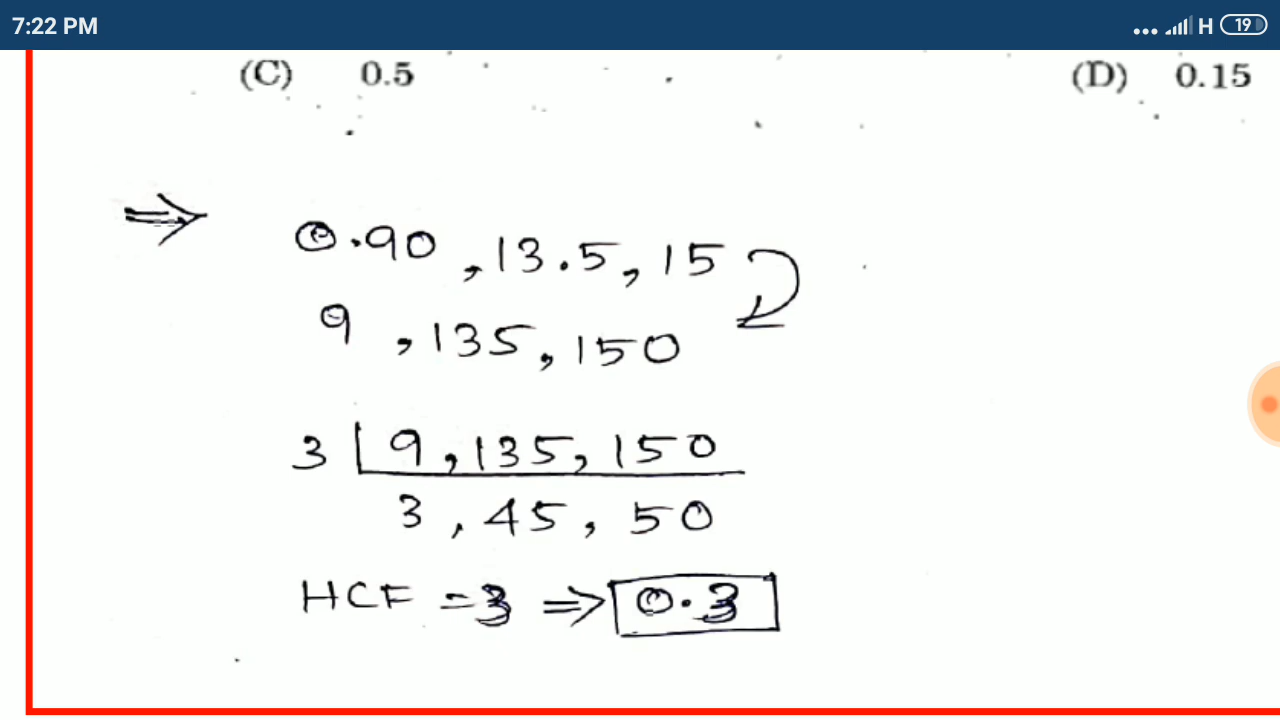 7:22 PM ... H 19
(C) 0.5 (D) 0.15
⇒ 0.90, 13.5, 15
9, 135, 150
3 | 9, 135, 150
3, 45, 50
HCF = 3 ⇒ 0.3